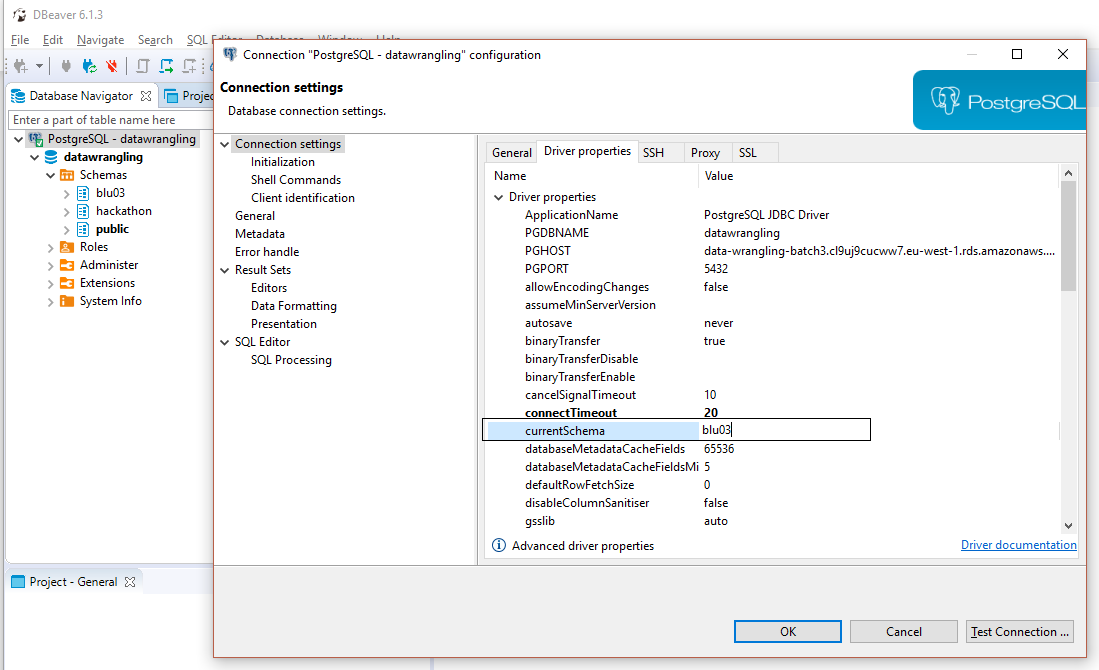 DBeaver 6.1.3
File Edit Navigate Search SQL Editor Database Window Help
Database Navigator
Projec
Enter a part of table name here
PostgreSQL - datawrangling
datawrangling
Schemas
blu03
hackathon
public
Roles
Administer
Extensions
System Info
Project - General
Connection "PostgreSQL - datawrangling" configuration
Connection settings
Database connection settings.
PostgreSQL
Connection settings
Initialization
Shell Commands
Client identification
General
Metadata
Error handle
Result Sets
Editors
Data Formatting
Presentation
SQL Editor
SQL Processing
General Driver properties SSH Proxy SSL
Name Value
Driver properties
ApplicationName PostgreSQL JDBC Driver
PGDBNAME datawrangling
PGHOST data-wrangling-batch3.cl9uj9cucww7.eu-west-1.rds.amazonaws....
PGPORT 5432
allowEncodingChanges false
assumeMinServerVersion
autosave never
binaryTransfer true
binaryTransferDisable
binaryTransferEnable
cancelSignalTimeout 10
connectTimeout 20
currentSchema blu03
databaseMetadataCacheFields 65536
databaseMetadataCacheFieldsMi 5
defaultRowFetchSize 0
disableColumnSanitiser false
gsslib auto
Advanced driver properties
Driver documentation
OK Cancel Test Connection ...